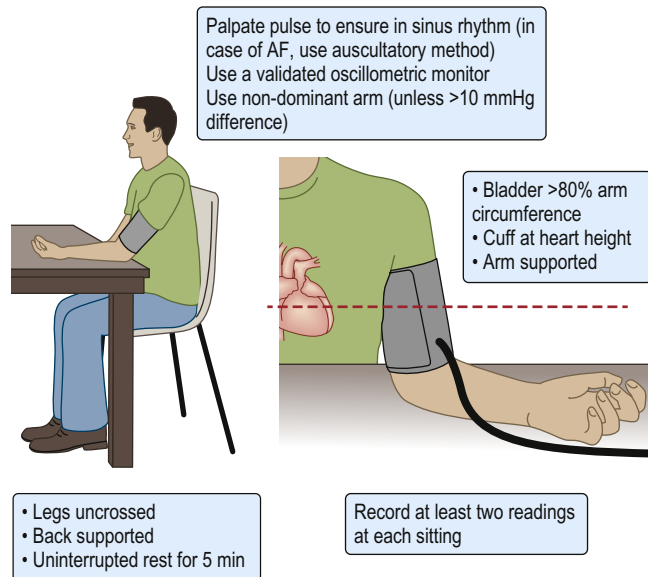 Palpate pulse to ensure in sinus rhythm (in
case of AF, use auscultatory method)
Use a validated oscillometric monitor
Use non-dominant arm (unless >10 mmHg
difference)
• Bladder >80% arm
circumference
• Cuff at heart height
• Arm supported
• Legs uncrossed
• Back supported
• Uninterrupted rest for 5 min
Record at least two readings
at each sitting